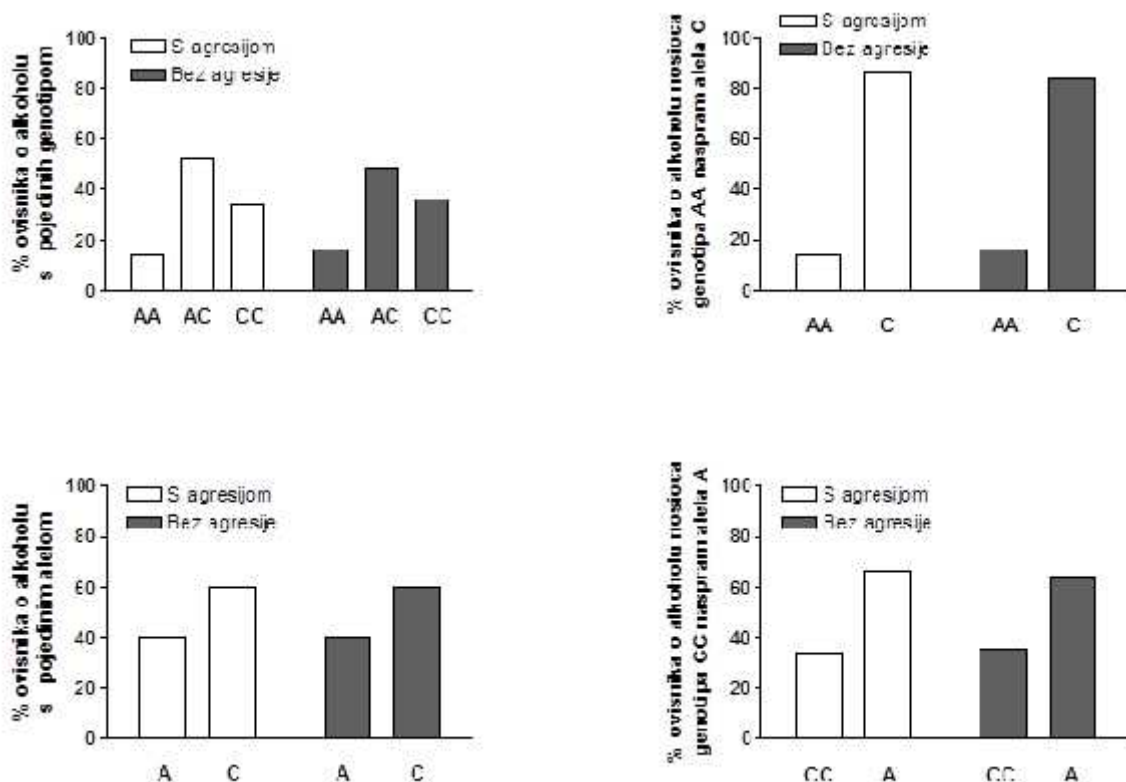 % ovisnika o alkoholu
s pojedinih genotipom
100
80
60
40
20
0
S agresijom
Bez agresije
AA AC CC AA AC CC
% ovisnika o alkoholu nosioca
genotipa AA naspram alela C
100
80
60
40
20
0
S agresijom
Bez agresije
AA C AA C
% ovisnika o alkoholu
s pojedinim alelom
100
80
60
40
20
0
S agresijom
Bez agresije
A C A C
% ovisnika o alkoholu nosioca
genotipa CC naspram alela A
100
80
60
40
20
0
S agresijom
Bez agresije
CC A CC A